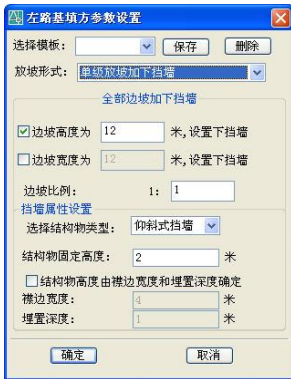 左路基填方参数设置
选择模板： 保存 删除
放坡形式： 单级放坡加下挡墙
全部边坡加下挡墙
边坡高度为 12 米,设置下挡墙
边坡宽度为 12 米,设置下挡墙
边坡比例： 1: 1
挡墙属性设置
选择结构物类型： 仰斜式挡墙
结构物固定高度： 2 米
结构物高度由襟边宽度和埋置深度确定
襟边宽度： 4 米
埋置深度： 1 米
确定 取消